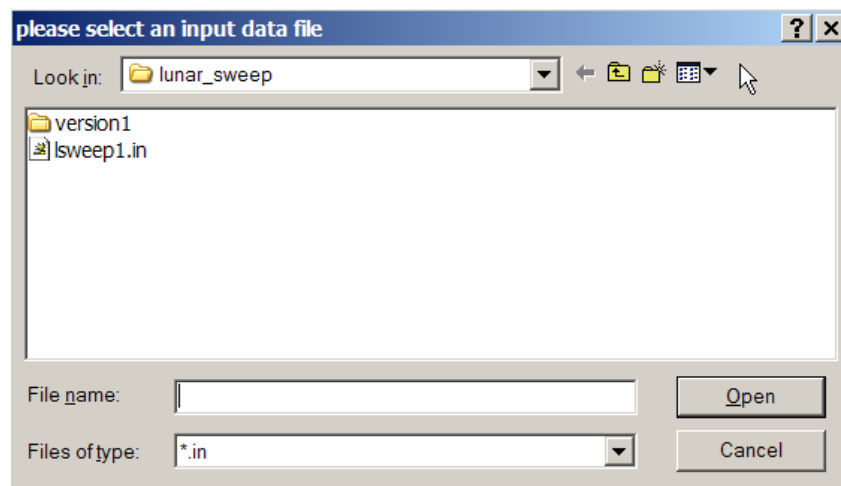 please select an input data file
Look in: lunar_sweep
version1
lsweep1.in
File name: Open
Files of type: *.in Cancel